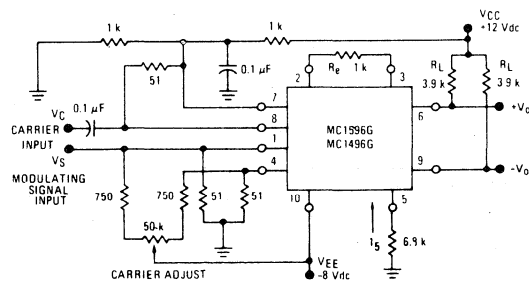 VCC
+12 Vdc
1 k
1 k
RL
3.9 k
RL
3.9 k
Re 1 k
0.1 µF
51
2
3
VC
0.1 µF
CARRIER
INPUT
VS
MODULATING
SIGNAL
INPUT
7
8
1
4
MC1596G
MC1496G
6
+Vo
9
-Vo
750
750
51
51
10
5
50-k
I5
6.9 k
CARRIER ADJUST
VEE
-8 Vdc